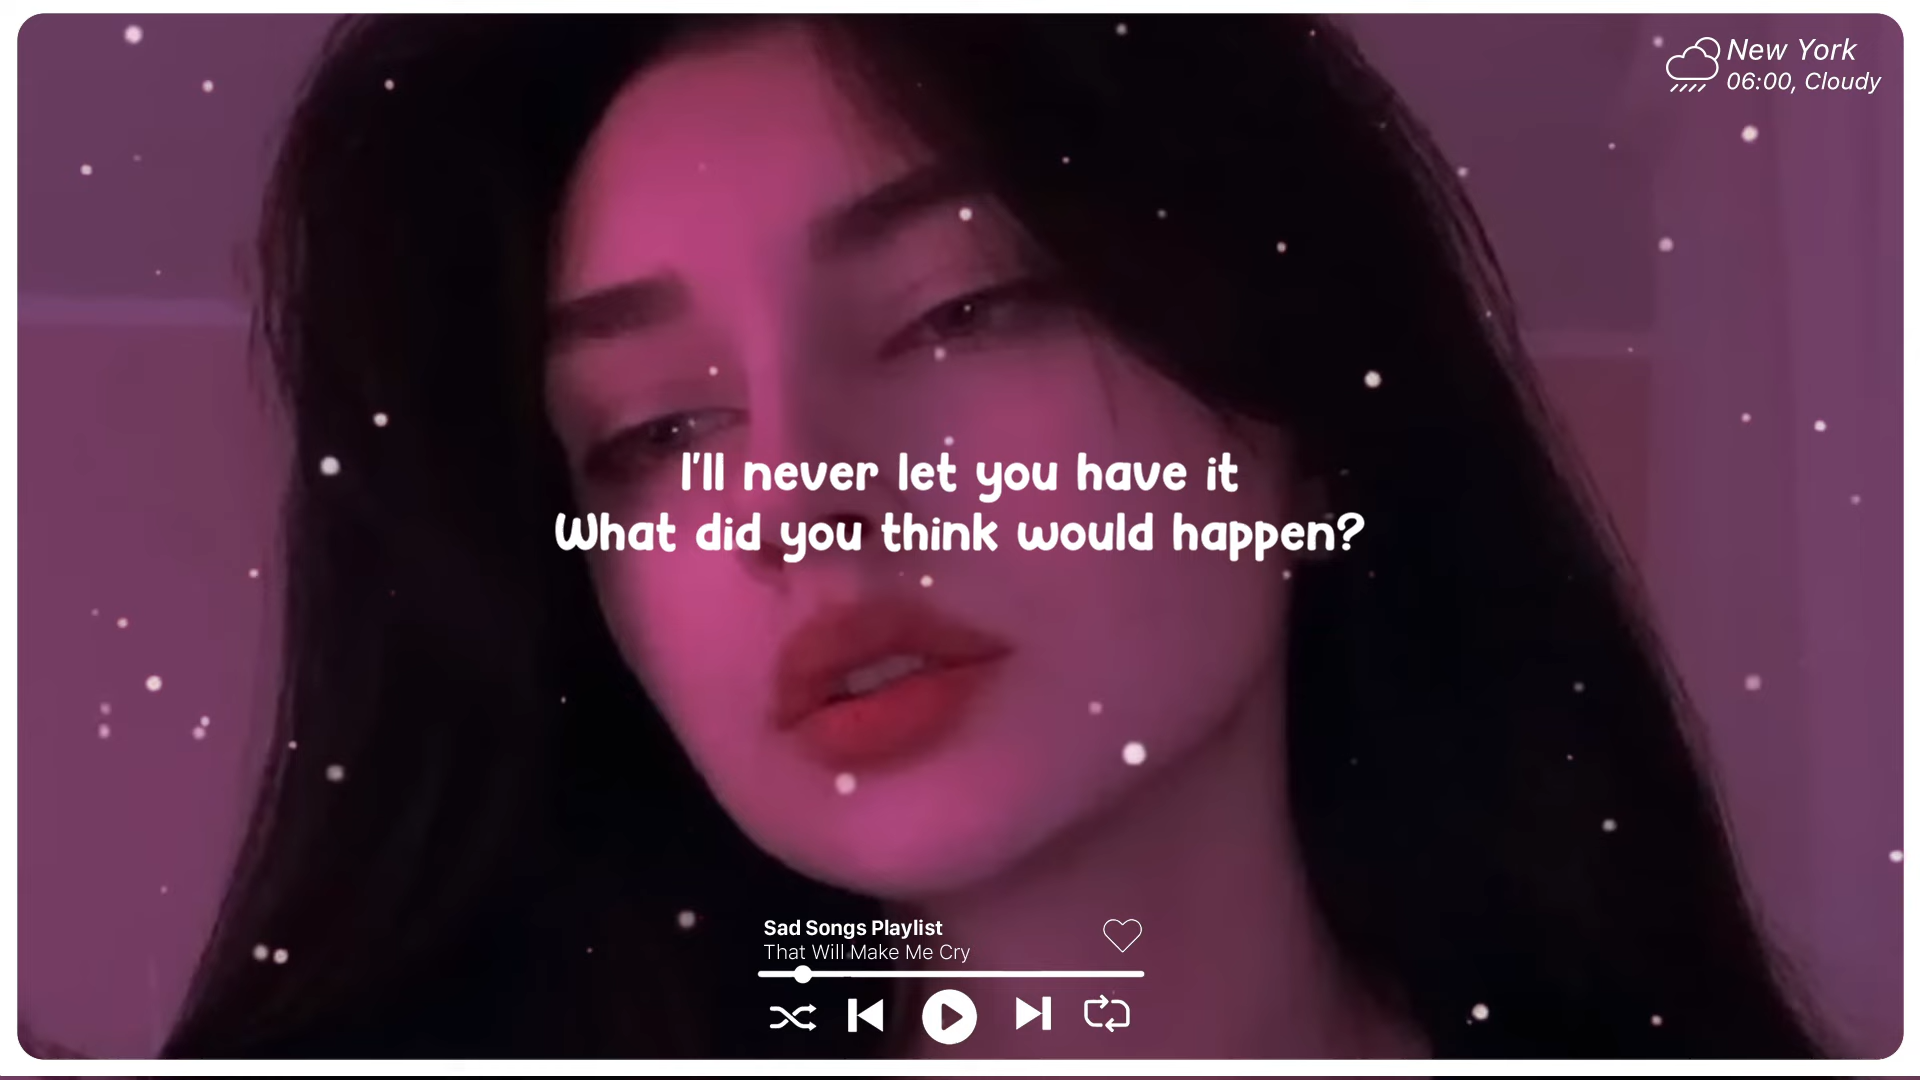 New York
06:00, Cloudy
I'll never let you have it
What did you think would happen?
Sad Songs Playlist
That Will Make Me Cry